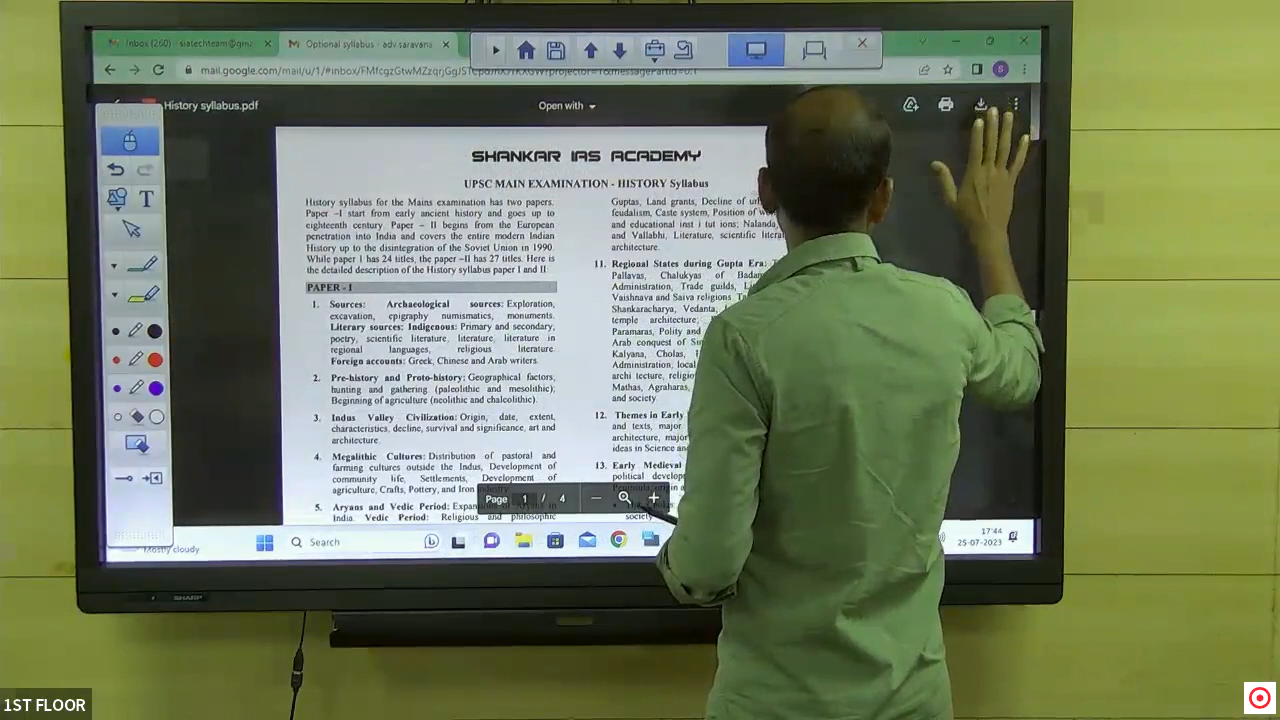 Inbox (260) - siatechteam@gma
Optional syllabus - adv.saravana
mail.google.com/mail/u/1/#inbox/
History syllabus.pdf
Open with
SHANKAR IAS ACADEMY
UPSC MAIN EXAMINATION - HISTORY Syllabus
History syllabus for the Mains examination has two papers.
Paper –I start from early ancient history and goes up to
eighteenth century. Paper – II begins from the European
penetration into India and covers the entire modern Indian
History up to the disintegration of the Soviet Union in 1990.
While paper I has 24 titles, the paper –II has 27 titles. Here is
the detailed description of the History syllabus paper I and II
PAPER - I
1. Sources: Archaeological sources: Exploration,
excavation, epigraphy numismatics, monuments.
Literary sources: Indigenous: Primary and secondary,
poetry, scientific literature, literature, literature in
regional languages, religious literature.
Foreign accounts: Greek, Chinese and Arab writers.
2. Pre-history and Proto-history: Geographical factors;
hunting and gathering (paleolithic and mesolithic);
Beginning of agriculture (neolithic and chalcolithic).
3. Indus Valley Civilization: Origin, date, extent,
characteristics, decline, survival and significance, art and
architecture.
4. Megalithic Cultures: Distribution of pastoral and
farming cultures outside the Indus, Development of
community life, Settlements, Development of
agriculture, Crafts, Pottery, and Iron industry.
5. Aryans and Vedic Period: Expansions of Aryans in
India. Vedic Period: Religious and philosophic
Guptas, Land grants, Decline of
feudalism, Caste system, Position of
and educational inst i tut ions; Nalanda,
and Vallabhi, Literature, scientific
architecture.
11. Regional States during Gupta Era:
Pallavas, Chalukyas of
Administration, Trade guilds,
Vaishnava and Saiva religions.
Shankaracharya, Vedanta,
temple architecture;
Paramaras, Polity and
Arab conquest of
Kalyana, Cholas,
Administration, local
archi tecture,
Mathas, Agraharas,
and society.
12. Themes in Early
and texts, major
architecture, major
ideas in Science
13. Early Medieval
political
Peninsula, origin
society
Page 1 / 4
T
Mostly cloudy
Search
17:44
25-07-2023
SHARP
1ST FLOOR